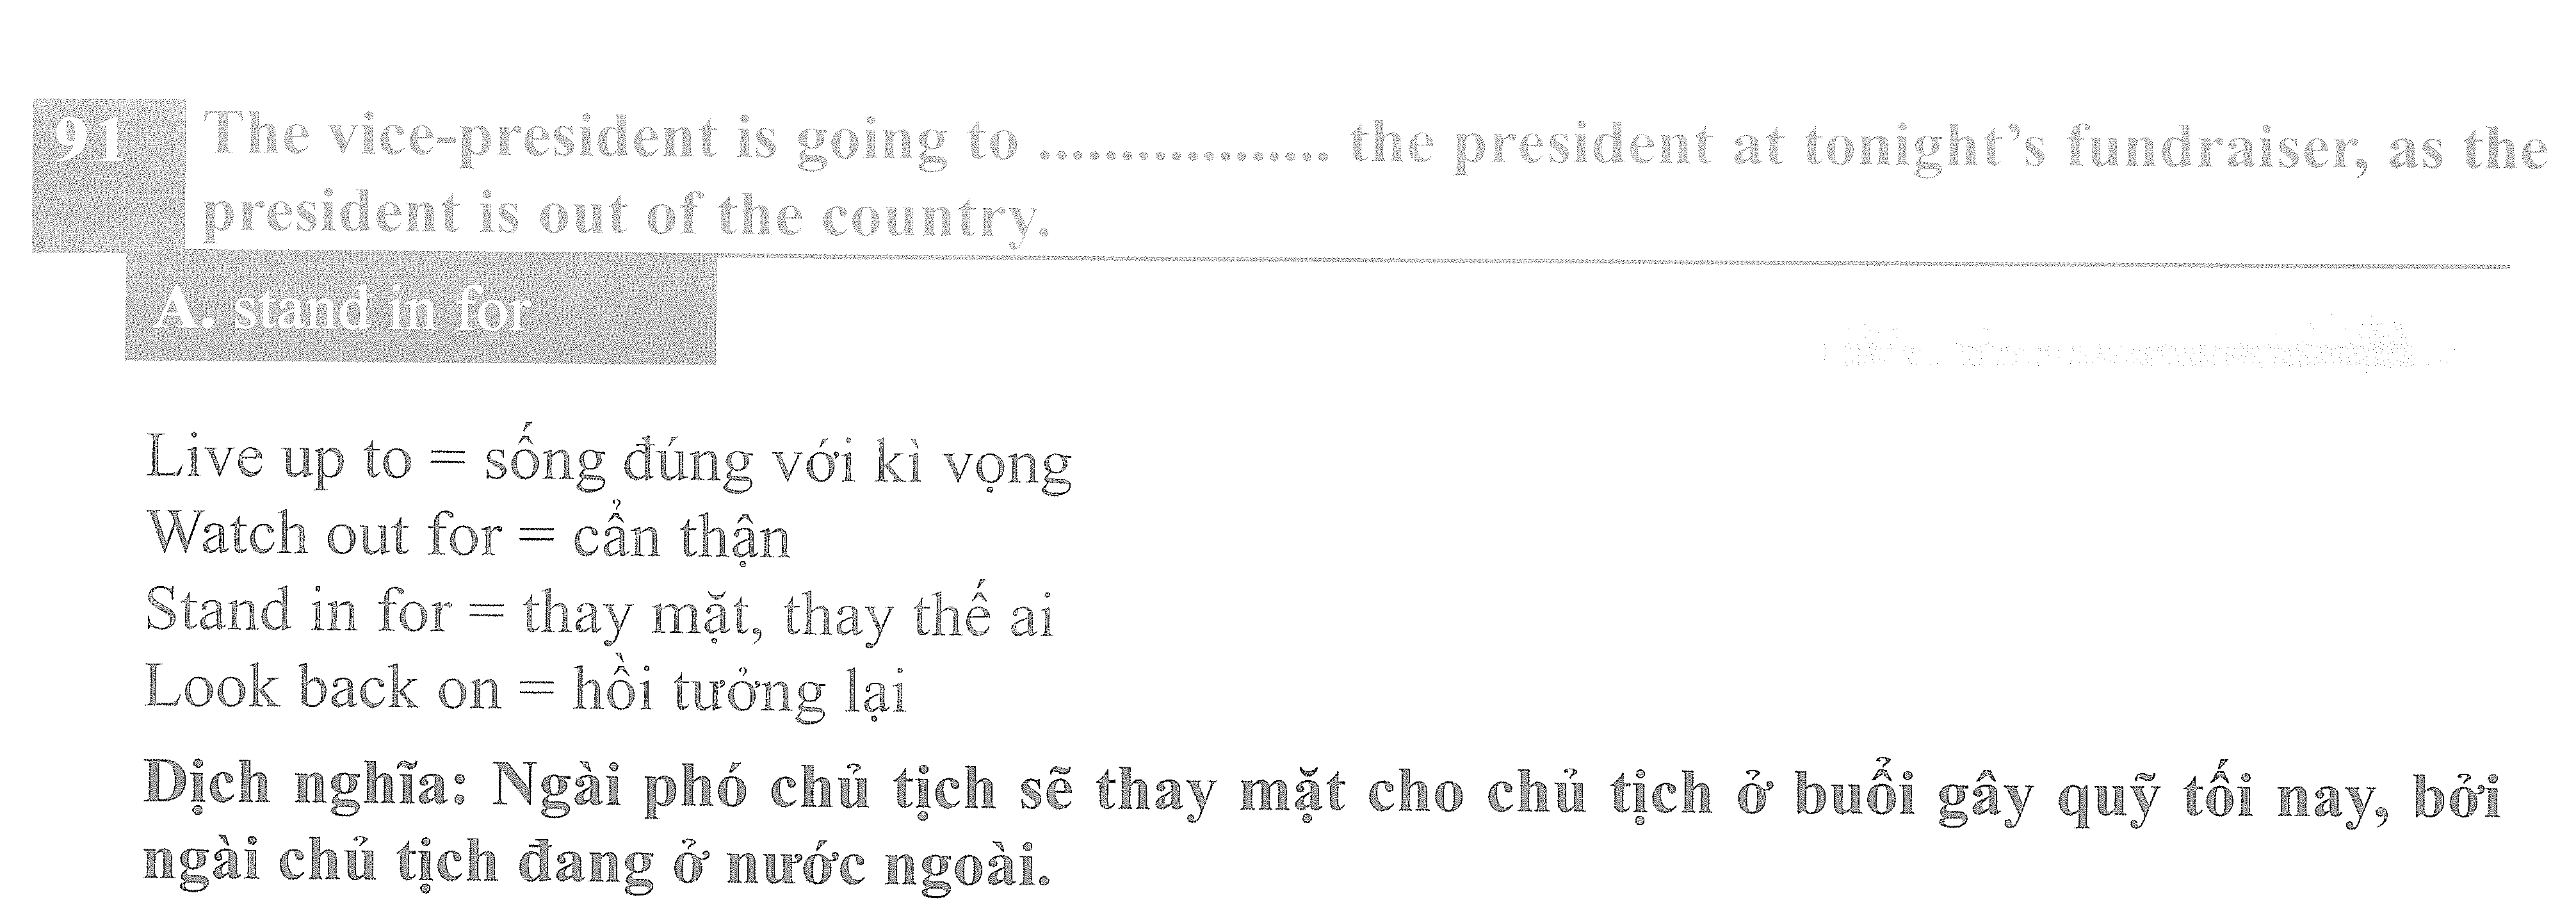 91 The vice-president is going to .................. the president at tonight’s fundraiser, as the
president is out of the country.
A. stand in for
Live up to = sống đúng với kì vọng
Watch out for = cẩn thận
Stand in for = thay mặt, thay thế ai
Look back on = hồi tưởng lại
Dịch nghĩa: Ngài phó chủ tịch sẽ thay mặt cho chủ tịch ở buổi gây quỹ tối nay, bởi
ngài chủ tịch đang ở nước ngoài.